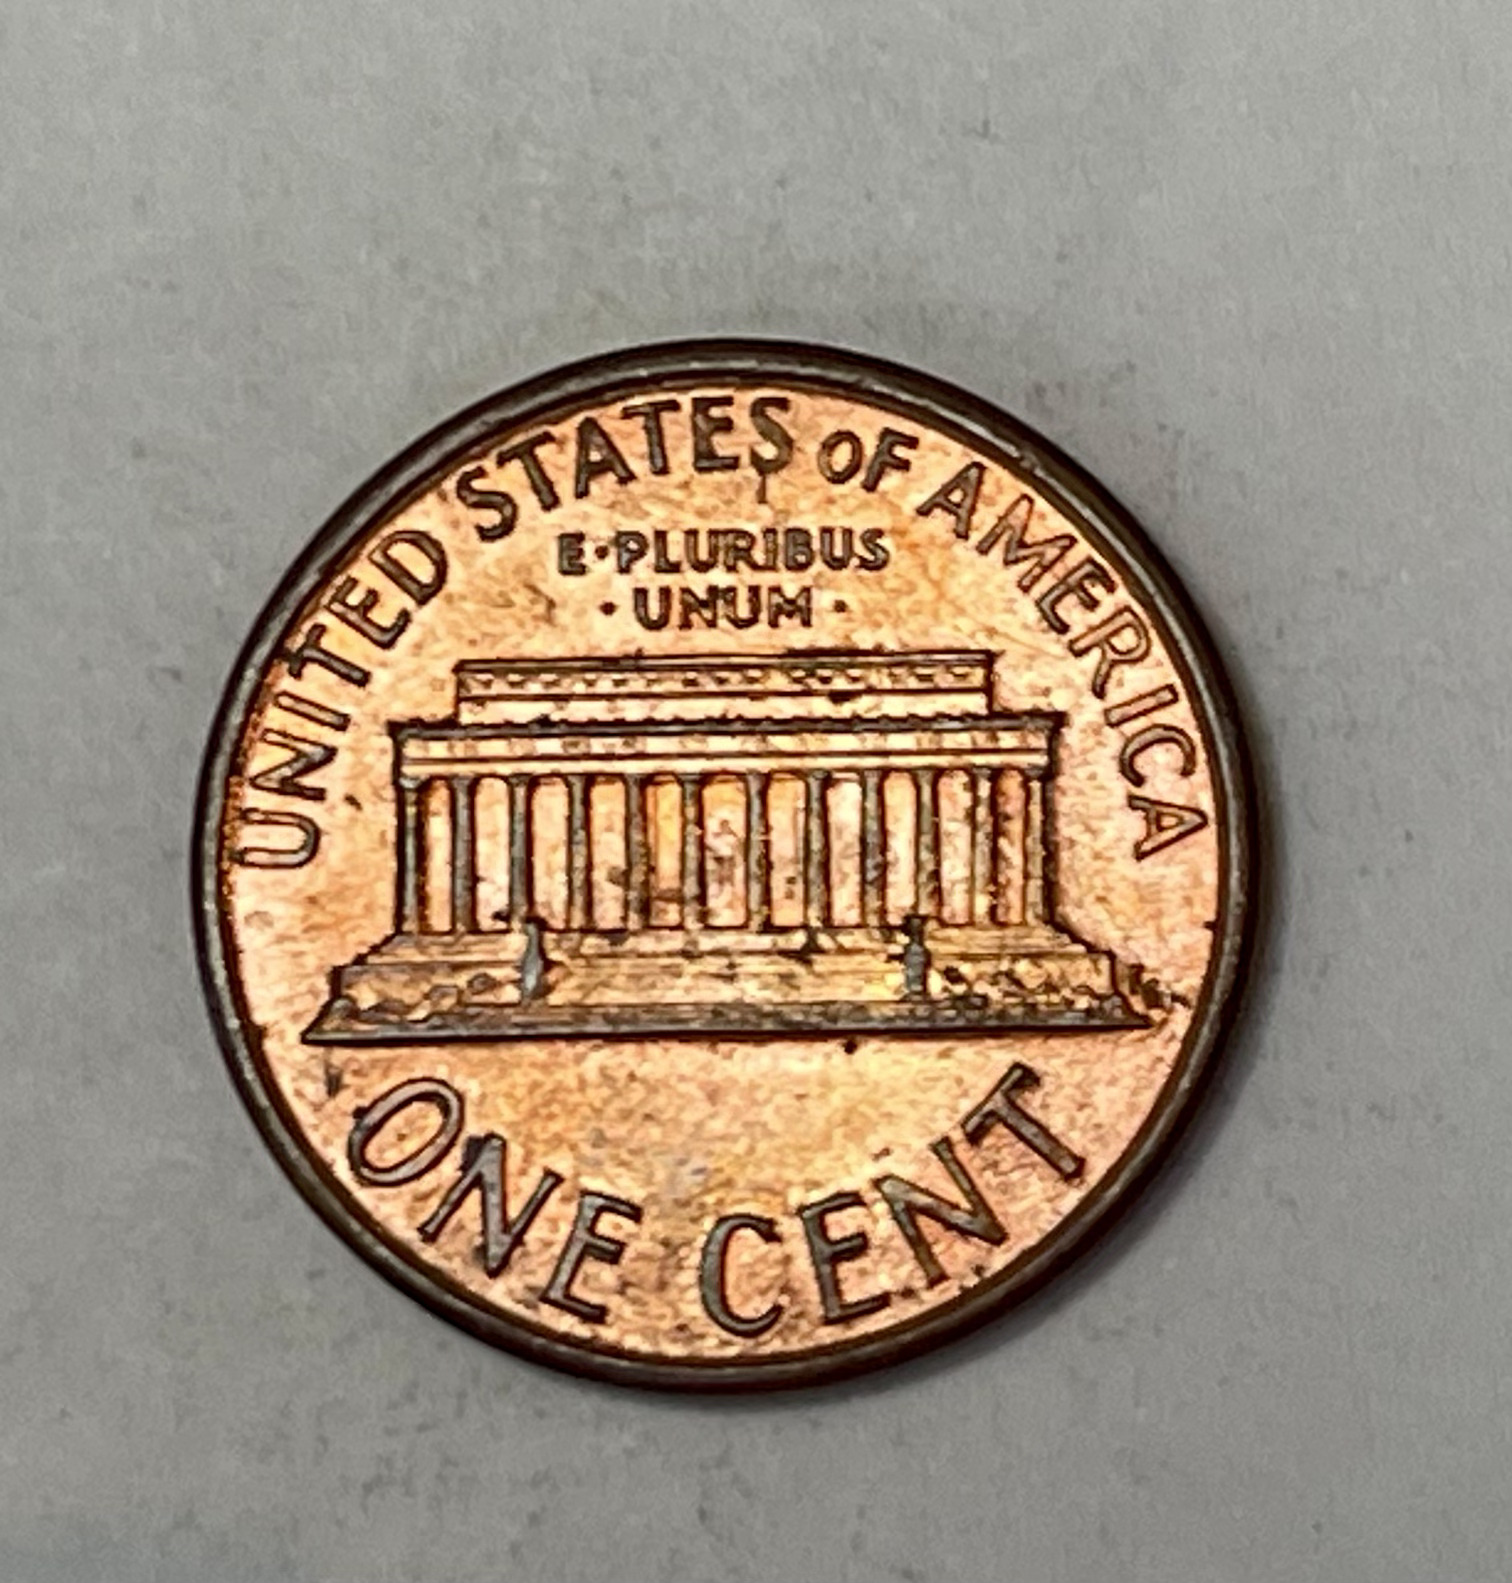 UNITED STATES OF AMERICA
E·PLURIBUS
·UNUM·
ONE CENT